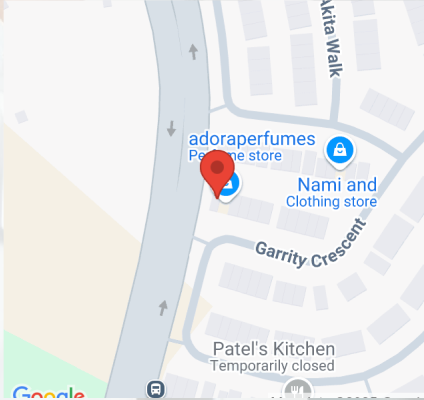 Akita Walk
adoraperfumes
Perfume store
Nami and
Clothing store
Garrity Crescent
Patel's Kitchen
Temporarily closed
Google